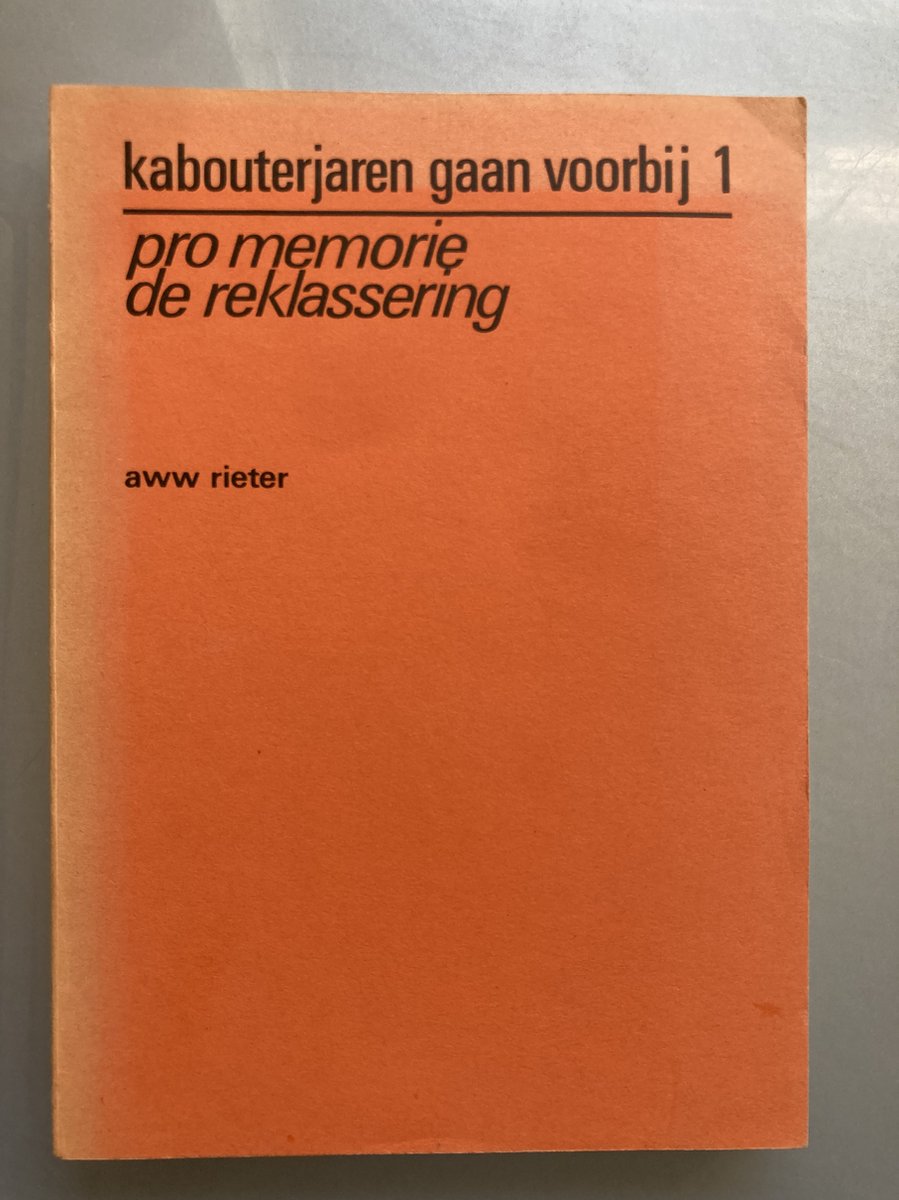 kabouterjaren gaan voorbij 1
pro memorie
de reklassering
aww rieter